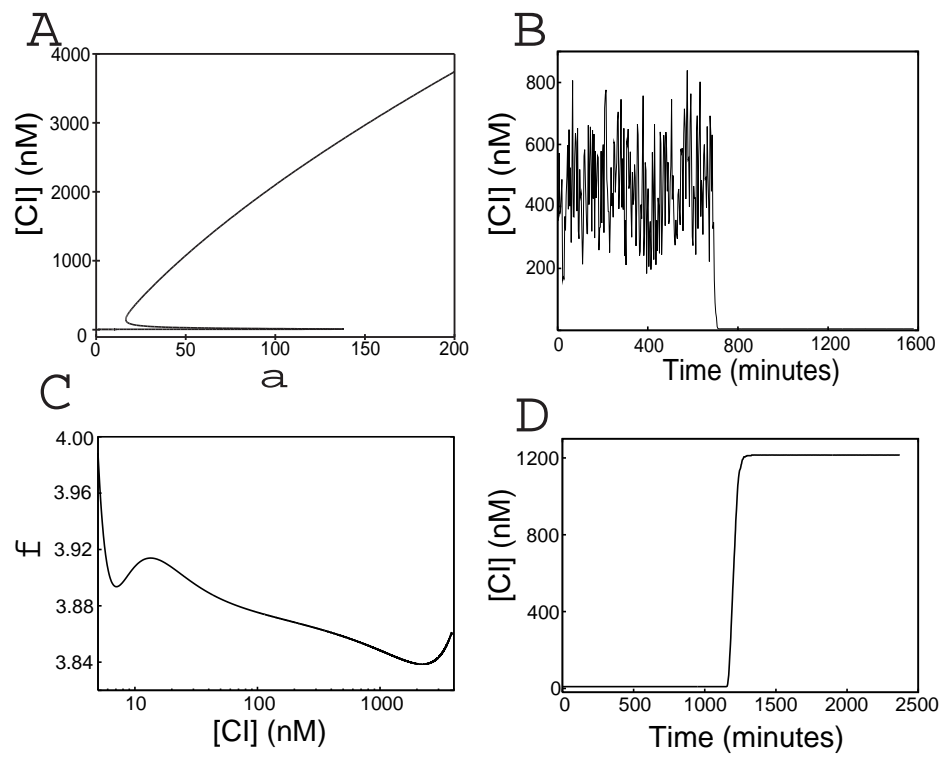 A
[CI] (nM)
4000
3000
2000
1000
0
0 50 100 150 200
a
B
[CI] (nM)
800
600
400
200
0 400 800 1200 1600
Time (minutes)
C
£
4.00
3.96
3.92
3.88
3.84
10 100 1000
[CI] (nM)
D
[CI] (nM)
1200
800
400
0
0 500 1000 1500 2000 2500
Time (minutes)